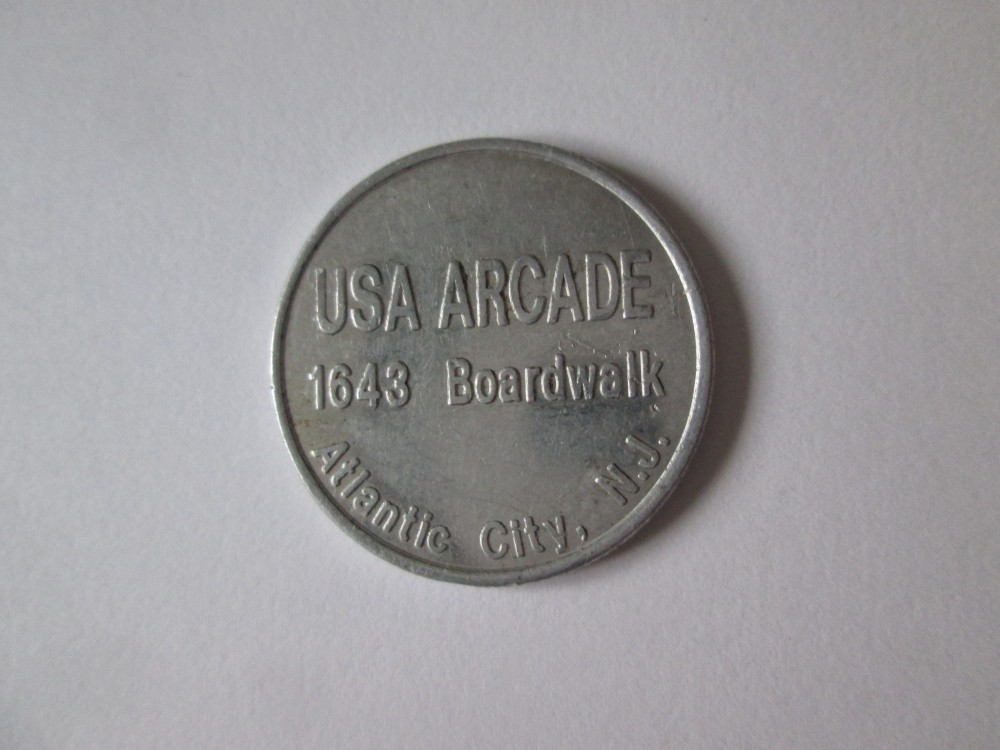 USA ARCADE
1643 Boardwalk
Atlantic City, N.J.